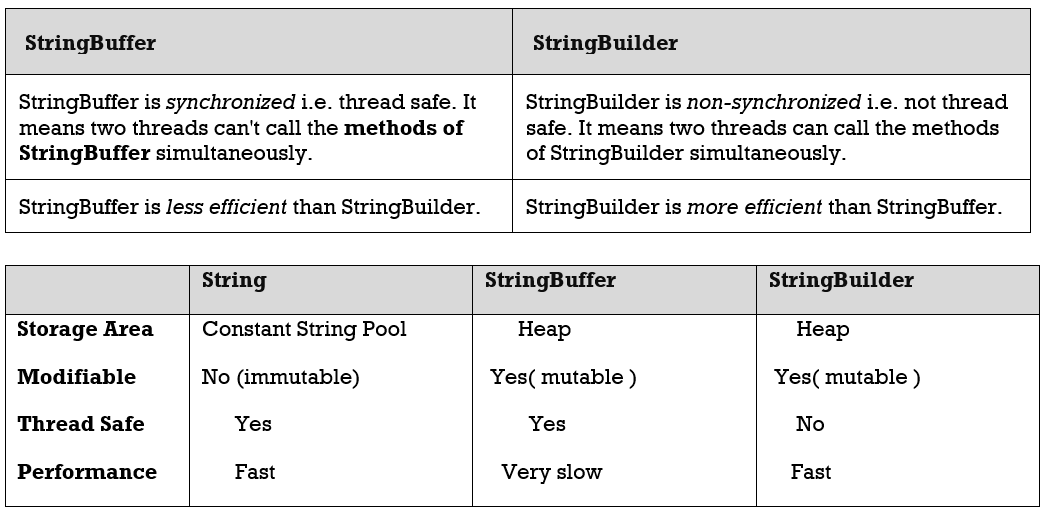 StringBuffer StringBuilder
StringBuffer is synchronized i.e. thread safe. It
means two threads can't call the methods of
StringBuffer simultaneously.
StringBuilder is non-synchronized i.e. not thread
safe. It means two threads can call the methods
of StringBuilder simultaneously.
StringBuffer is less efficient than StringBuilder.
StringBuilder is more efficient than StringBuffer.
String StringBuffer StringBuilder
Storage Area Constant String Pool Heap Heap
Modifiable No (immutable) Yes( mutable ) Yes( mutable )
Thread Safe Yes Yes No
Performance Fast Very slow Fast